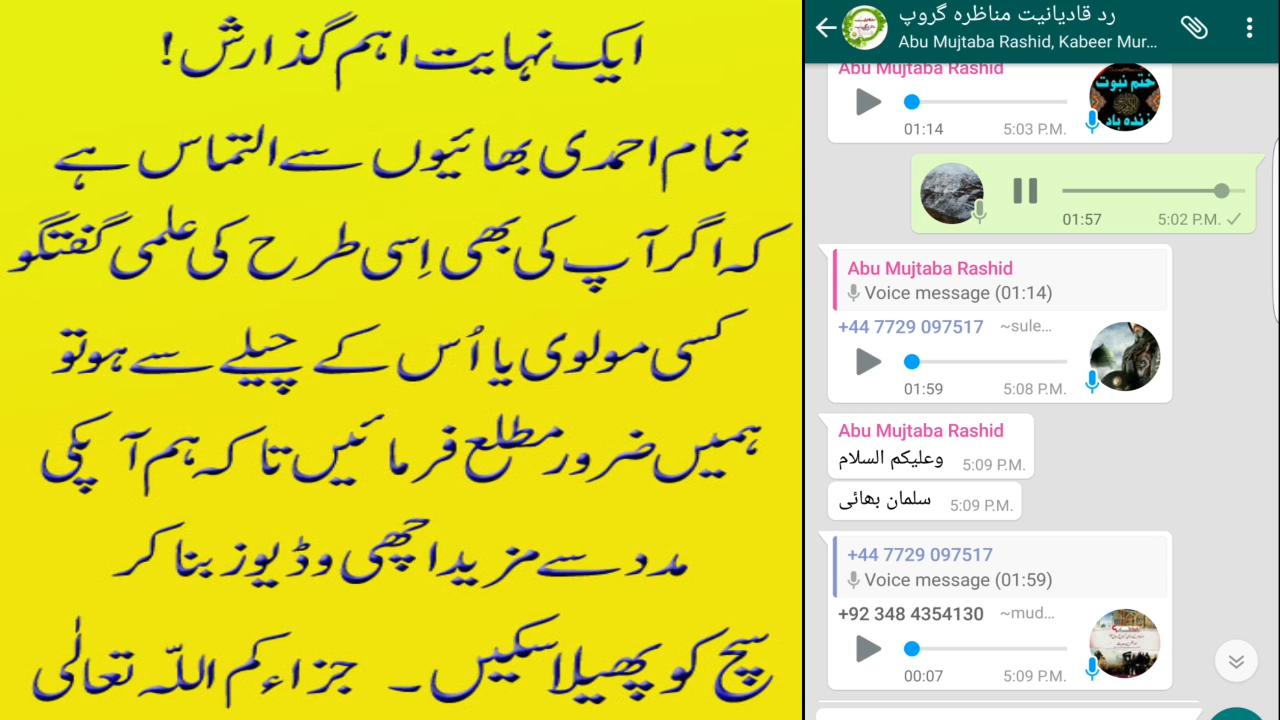 ایک نہایت اہم گذارش!
تمام احمدی بھائیوں سے التماس ہے
کہ اگر آپ کی بھی اِسی طرح کی علمی گفتگو
کسی مولوی یا اُس کے چیلے سے ہو تو
ہمیں ضرور مطلع فرمائیں تا کہ ہم آپکی
مدد سے مزید اچھی وڈیوز بنا کر
سچ کو پھیلا سکیں۔ جزاءکم اللّہ تعالٰی
رد قادیانیت مناظرہ گروپ
Abu Mujtaba Rashid, Kabeer Mur...
Abu Mujtaba Rashid
ختم نبوت
زندہ باد
01:14 5:03 P.M.
01:57 5:02 P.M.
Abu Mujtaba Rashid
Voice message (01:14)
+44 7729 097517 ~sule...
01:59 5:08 P.M.
Abu Mujtaba Rashid
وعلیکم السلام 5:09 P.M.
سلمان بھائی 5:09 P.M.
+44 7729 097517
Voice message (01:59)
+92 348 4354130 ~mud...
00:07 5:09 P.M.